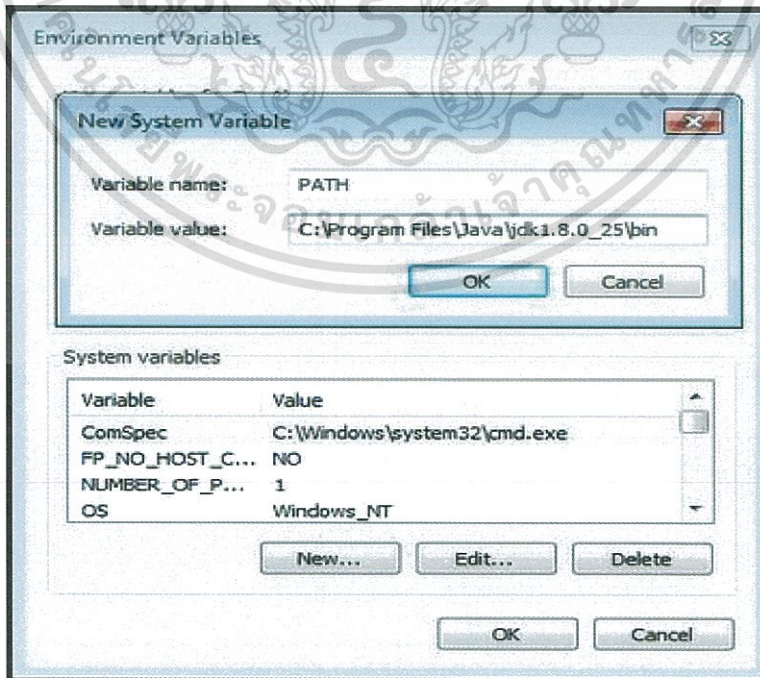 Environment Variables
New System Variable
Variable name: PATH
Variable value: C:\Program Files\Java\jdk1.8.0_25\bin
OK Cancel
System variables
Variable Value
ComSpec C:\Windows\system32\cmd.exe
FP_NO_HOST_C... NO
NUMBER_OF_P... 1
OS Windows_NT
New... Edit... Delete
OK Cancel